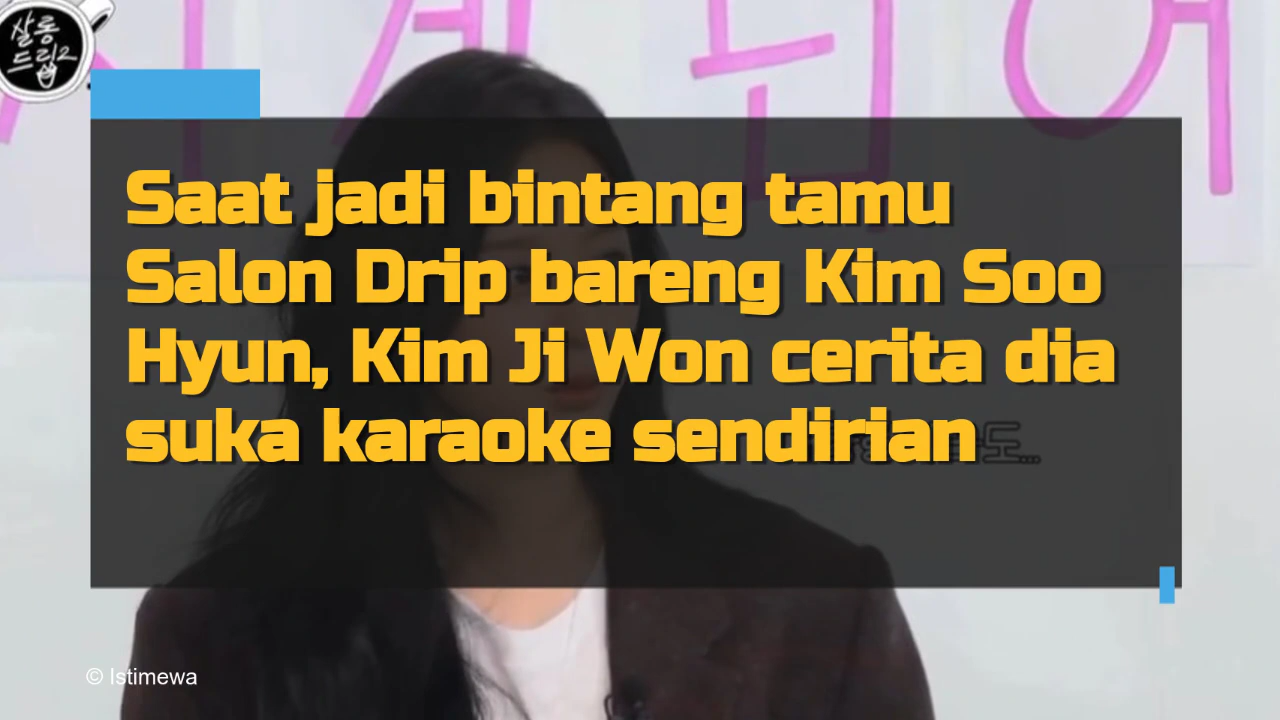 살롱
드립2
Saat jadi bintang tamu
Salon Drip bareng Kim Soo
Hyun, Kim Ji Won cerita dia
suka karaoke sendirian
© Istimewa